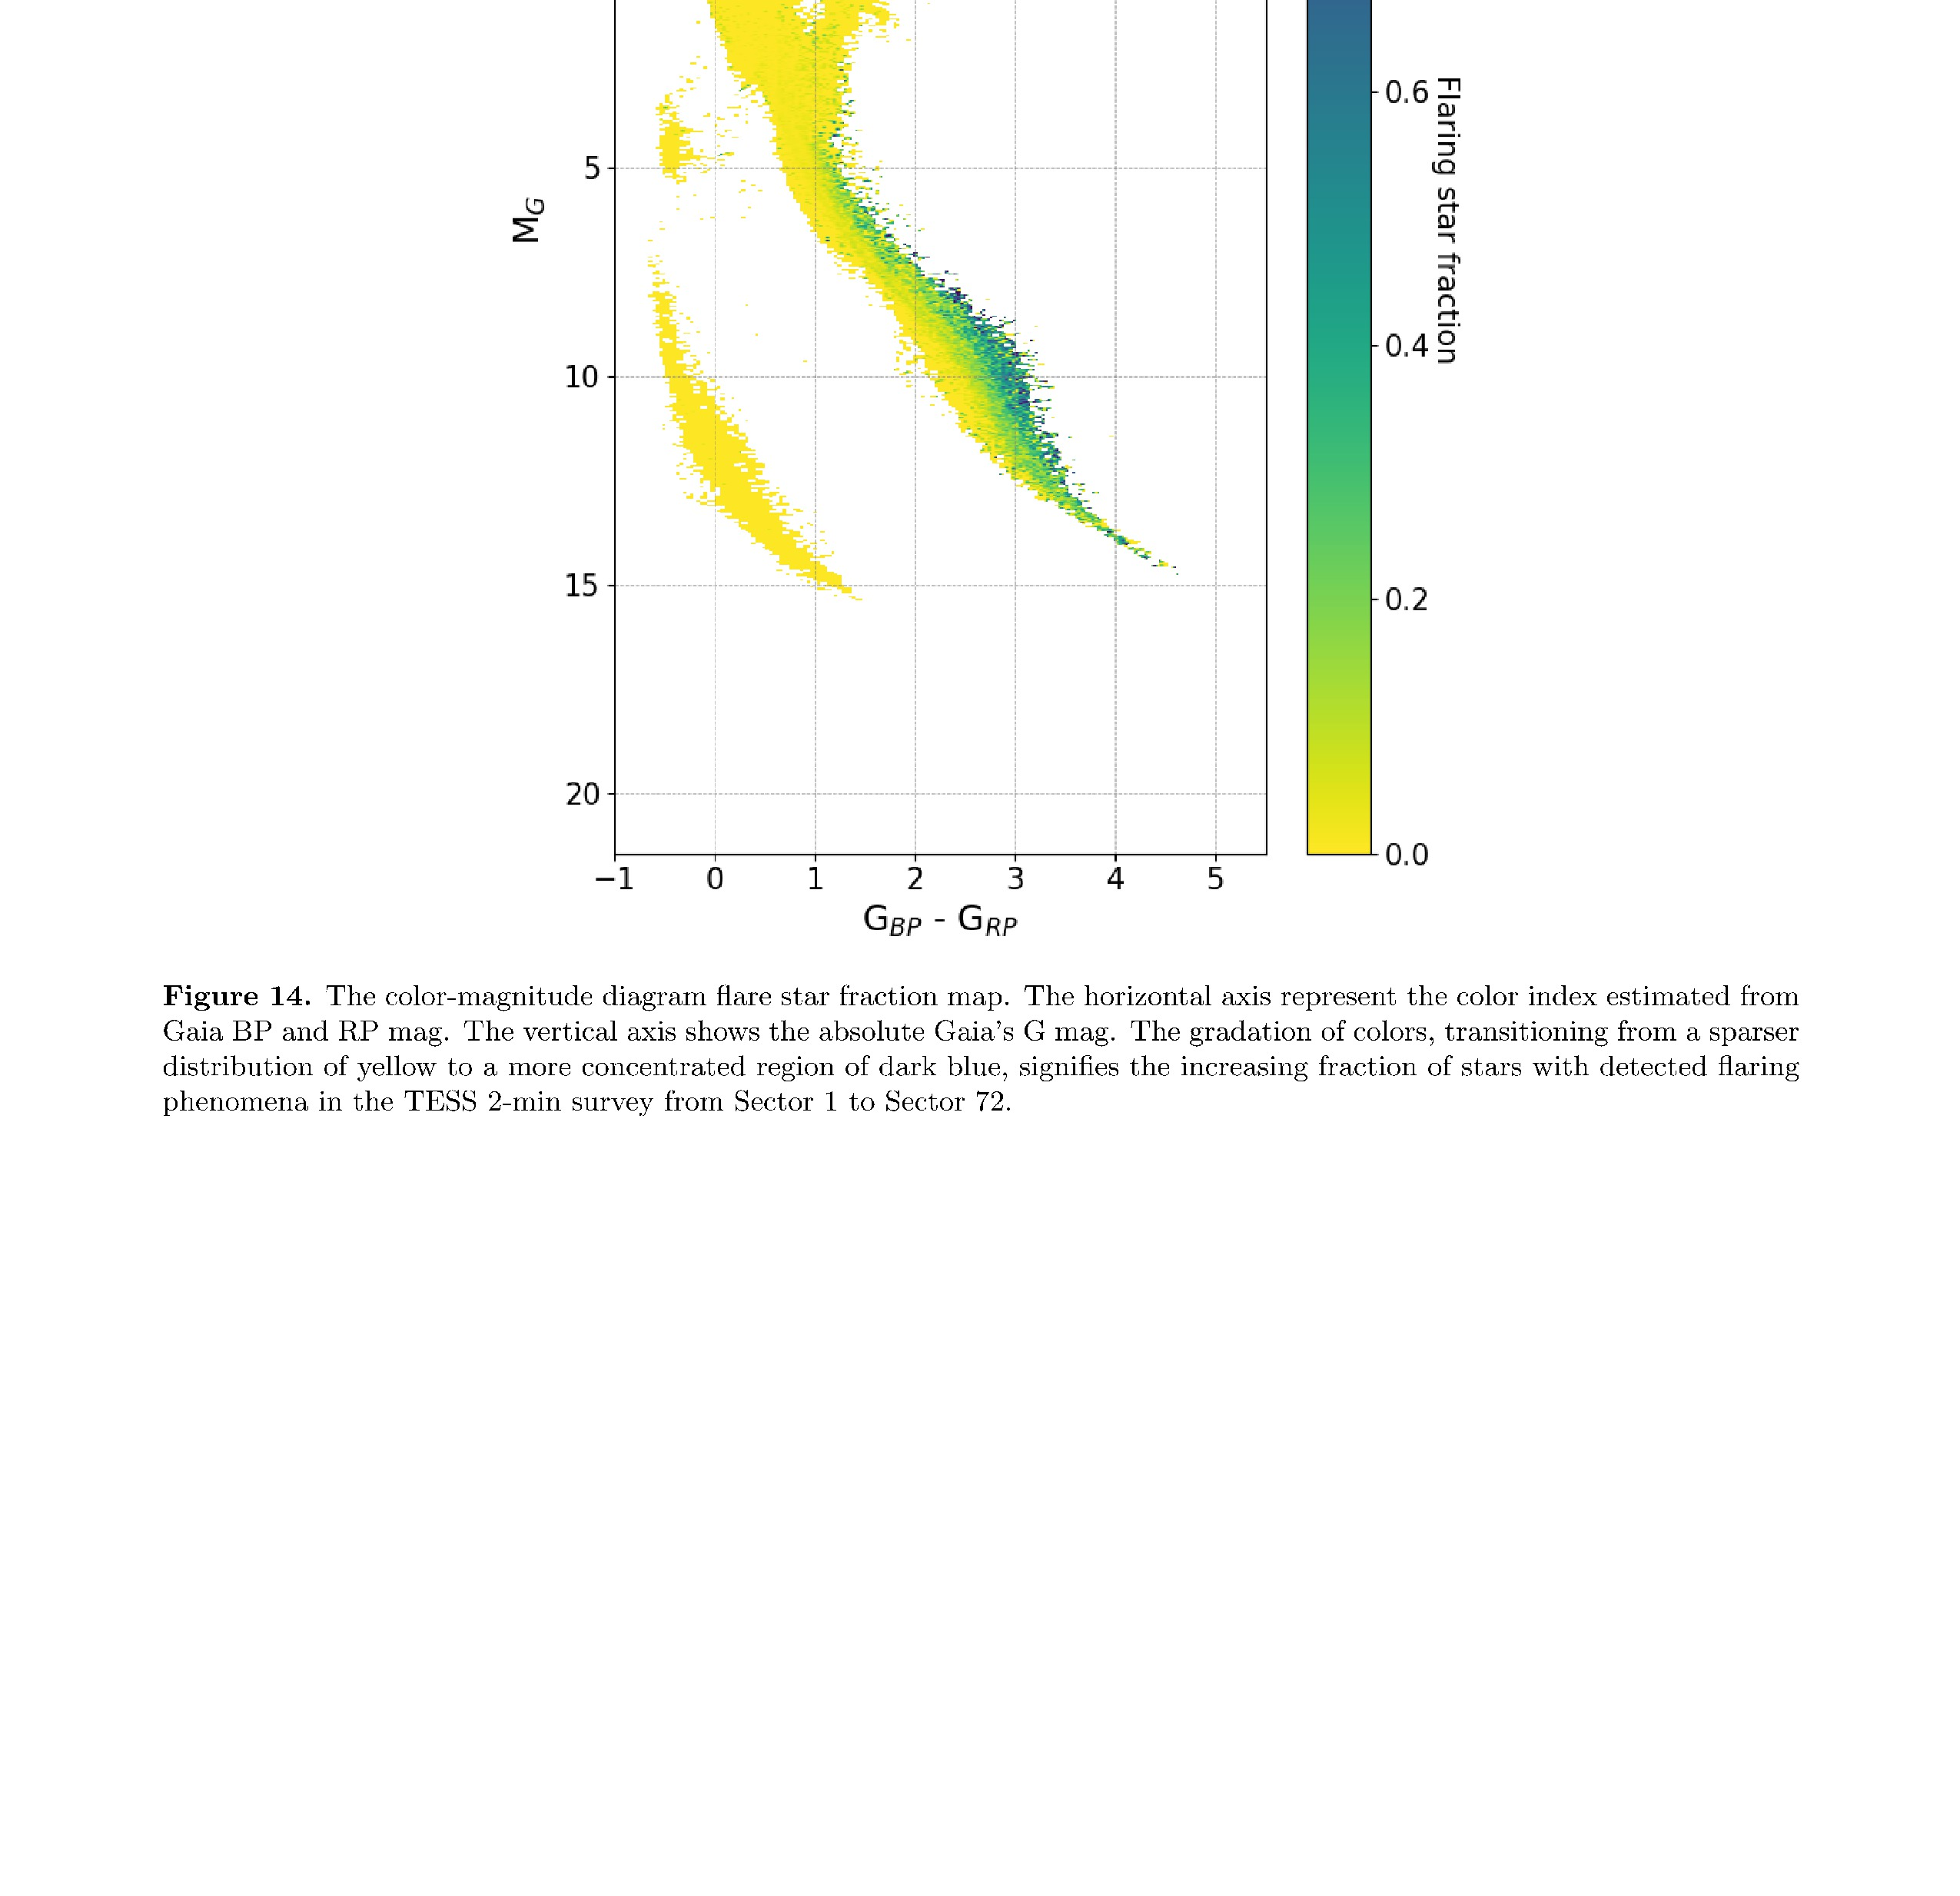 0.6
5
M_G
Flaring star fraction
10
0.4
15
0.2
20
0.0
−1 0 1 2 3 4 5
G_BP - G_RP
Figure 14. The color-magnitude diagram flare star fraction map. The horizontal axis represent the color index estimated from
Gaia BP and RP mag. The vertical axis shows the absolute Gaia's G mag. The gradation of colors, transitioning from a sparser
distribution of yellow to a more concentrated region of dark blue, signifies the increasing fraction of stars with detected flaring
phenomena in the TESS 2-min survey from Sector 1 to Sector 72.